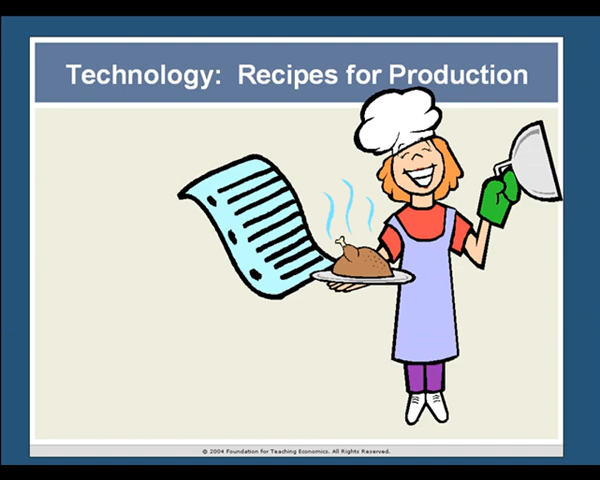 Technology:  Recipes for Production
© 2004 Foundation for Teaching Economics. All Rights Reserved.